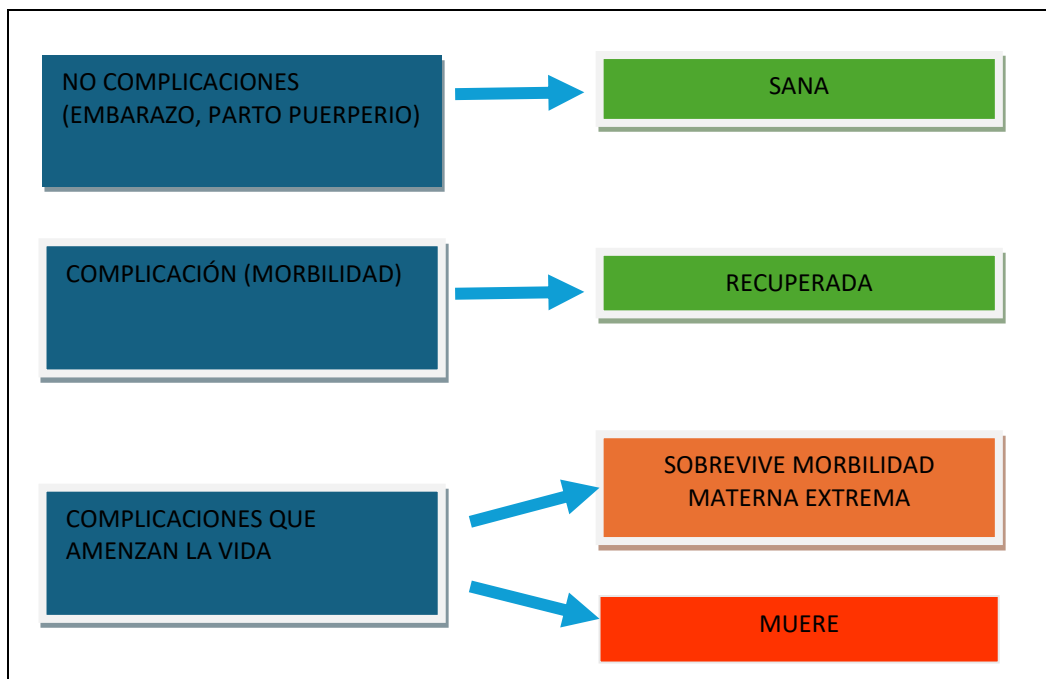 NO COMPLICACIONES
(EMBARAZO, PARTO PUERPERIO)
SANA
COMPLICACIÓN (MORBILIDAD)
RECUPERADA
COMPLICACIONES QUE
AMENZAN LA VIDA
SOBREVIVE MORBILIDAD
MATERNA EXTREMA
MUERE